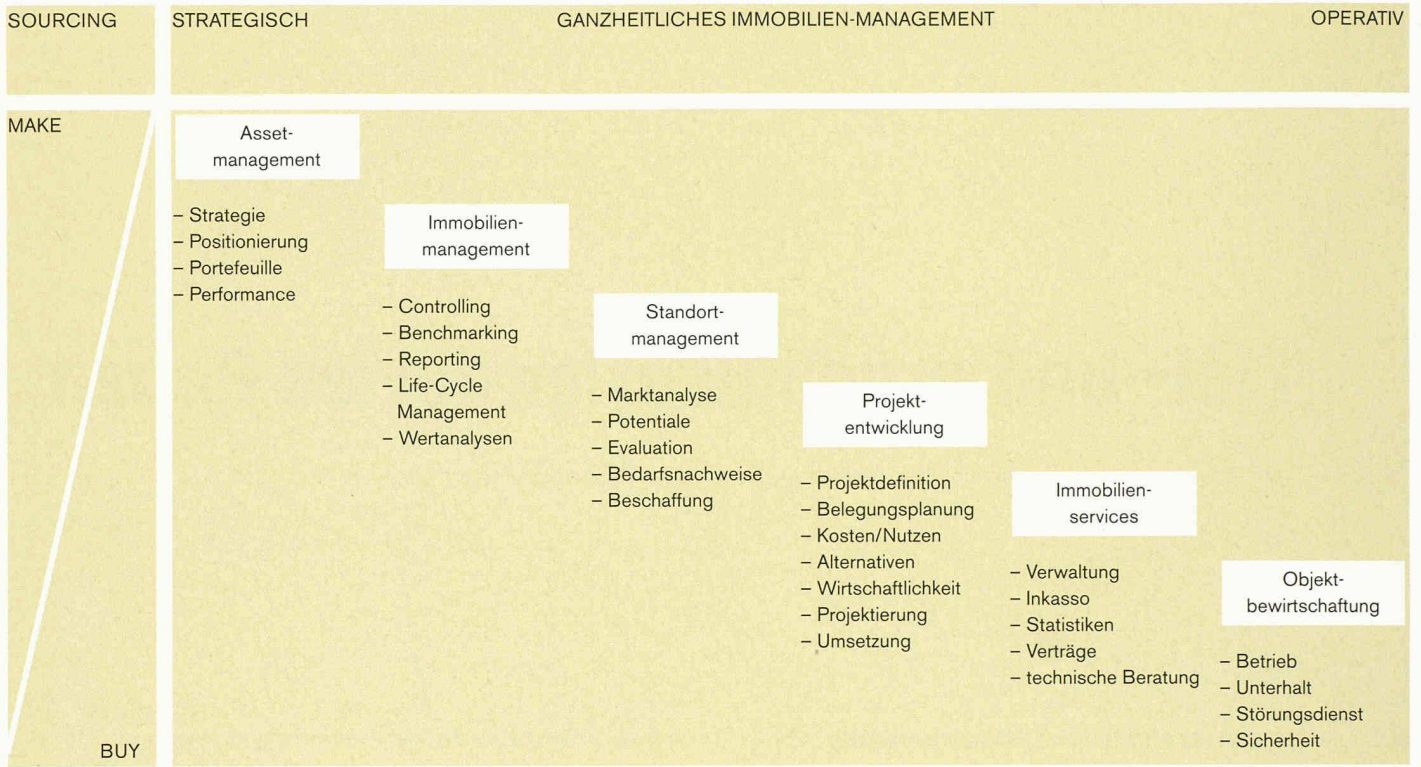 SOURCING
STRATEGISCH
GANZHEITLICHES IMMOBILIEN-MANAGEMENT
OPERATIV
MAKE
BUY
Asset-
management
– Strategie
– Positionierung
– Portefeuille
– Performance
Immobilien-
management
– Controlling
– Benchmarking
– Reporting
– Life-Cycle
Management
– Wertanalysen
Standort-
management
– Marktanalyse
– Potentiale
– Evaluation
– Bedarfsnachweise
– Beschaffung
Projekt-
entwicklung
– Projektdefinition
– Belegungsplanung
– Kosten/Nutzen
– Alternativen
– Wirtschaftlichkeit
– Projektierung
– Umsetzung
Immobilien-
services
– Verwaltung
– Inkasso
– Statistiken
– Verträge
– technische Beratung
Objekt-
bewirtschaftung
– Betrieb
– Unterhalt
– Störungsdienst
– Sicherheit